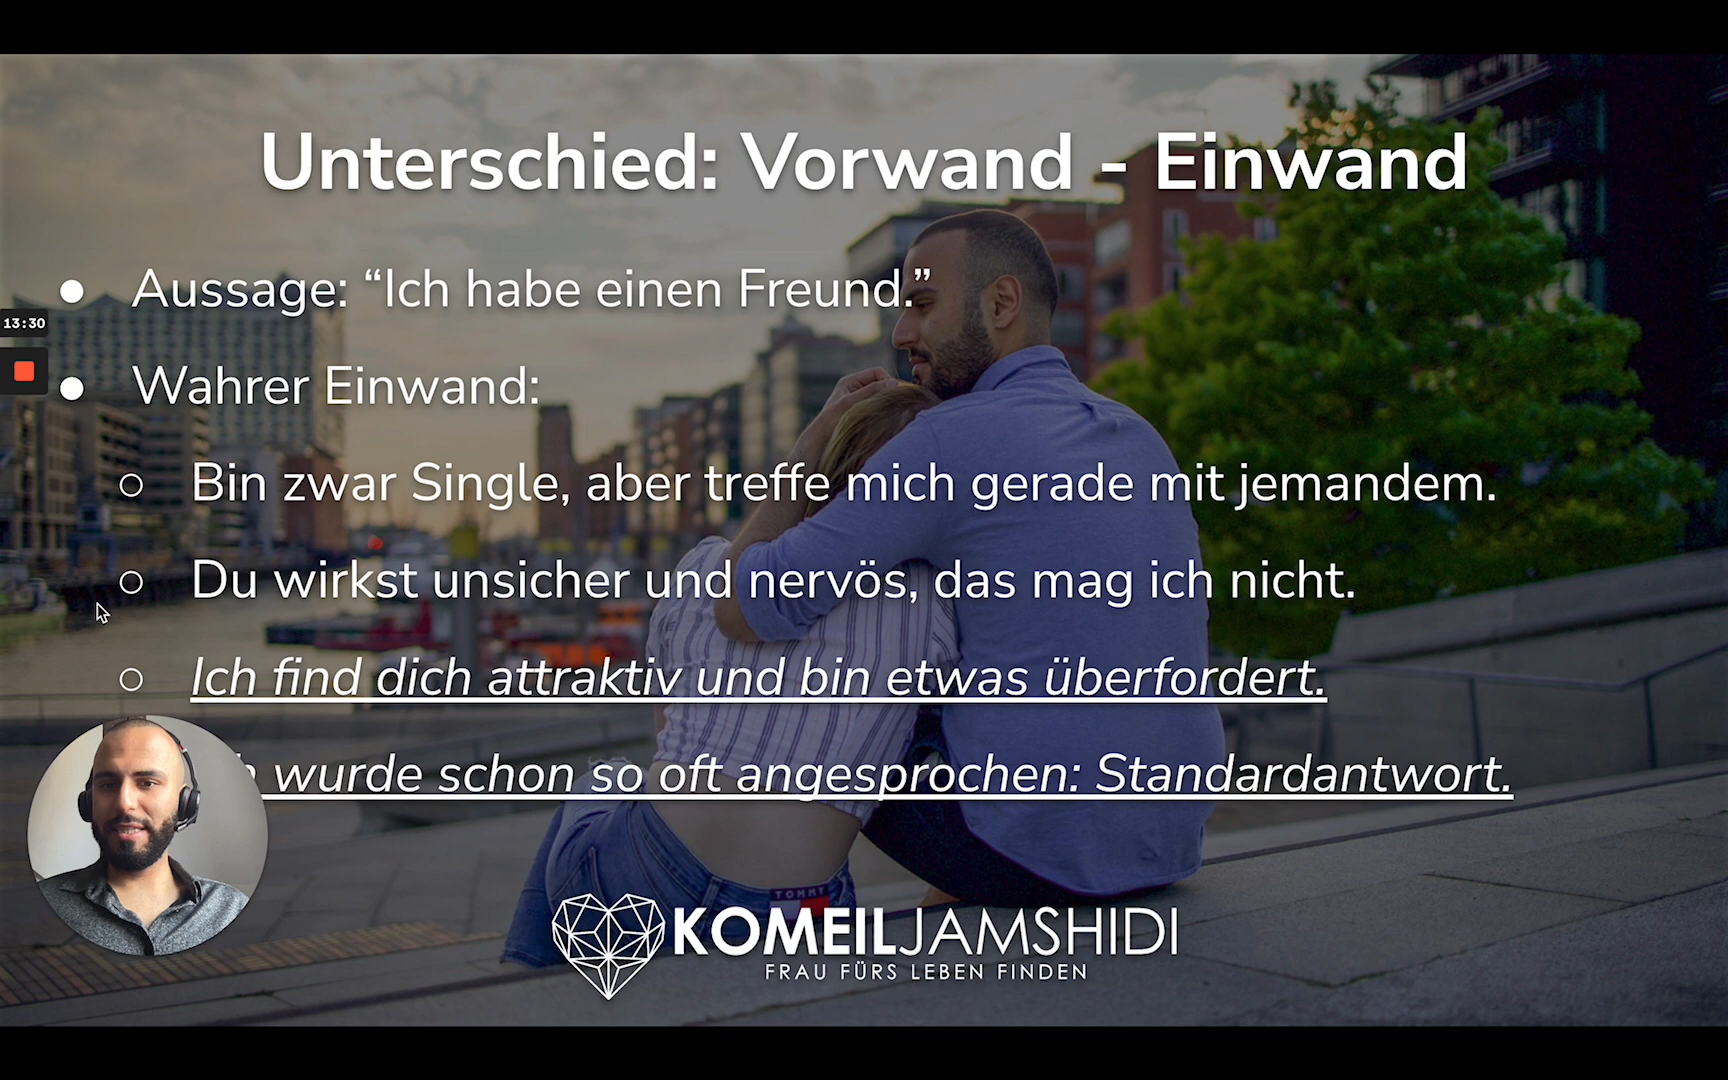 Unterschied: Vorwand - Einwand
Aussage: “Ich habe einen Freund.”
13:30
Wahrer Einwand:
Bin zwar Single, aber treffe mich gerade mit jemandem.
Du wirkst unsicher und nervös, das mag ich nicht.
Ich find dich attraktiv und bin etwas überfordert.
wurde schon so oft angesprochen: Standardantwort.
TOMMY
KOMEILJAMSHIDI
FRAU FÜRS LEBEN FINDEN